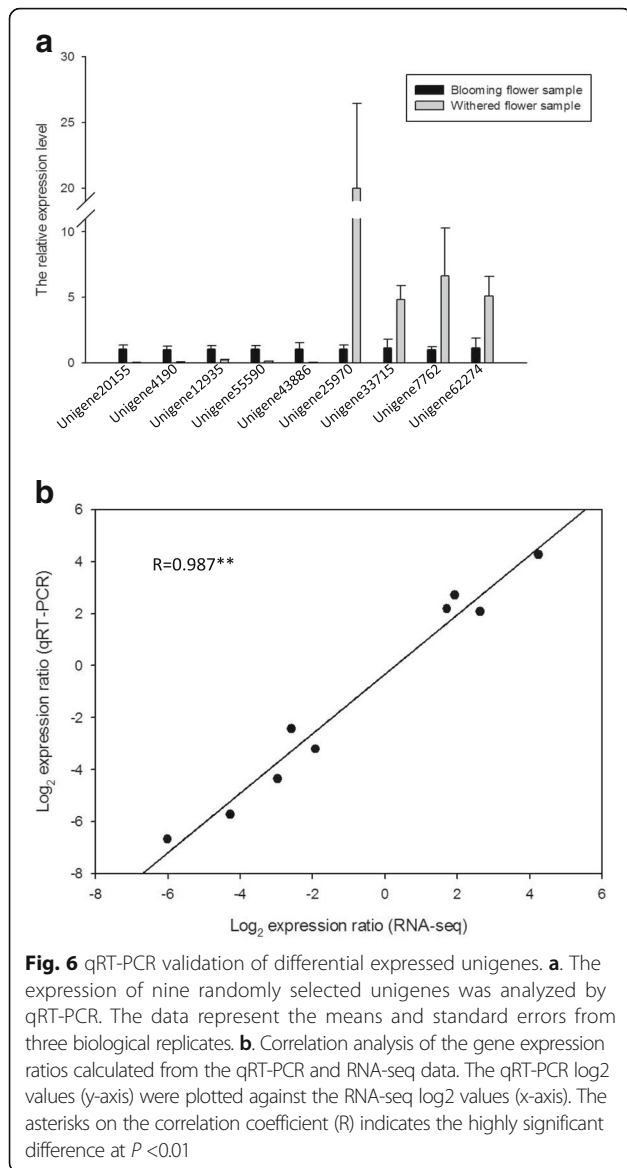 a
30
25
20
10
5
0
The relative expression level
Blooming flower sample
Withered flower sample
Unigene20155
Unigene4190
Unigene12935
Unigene55590
Unigene43886
Unigene25970
Unigene33715
Unigene7762
Unigene62274
b
6
4
2
0
-2
-4
-6
-8
Log2 expression ratio (qRT-PCR)
R=0.987**
-8 -6 -4 -2 0 2 4 6
Log2 expression ratio (RNA-seq)
Fig. 6 qRT-PCR validation of differential expressed unigenes. a. The
expression of nine randomly selected unigenes was analyzed by
qRT-PCR. The data represent the means and standard errors from
three biological replicates. b. Correlation analysis of the gene expression
ratios calculated from the qRT-PCR and RNA-seq data. The qRT-PCR log2
values (y-axis) were plotted against the RNA-seq log2 values (x-axis). The
asterisks on the correlation coefficient (R) indicates the highly significant
difference at P <0.01